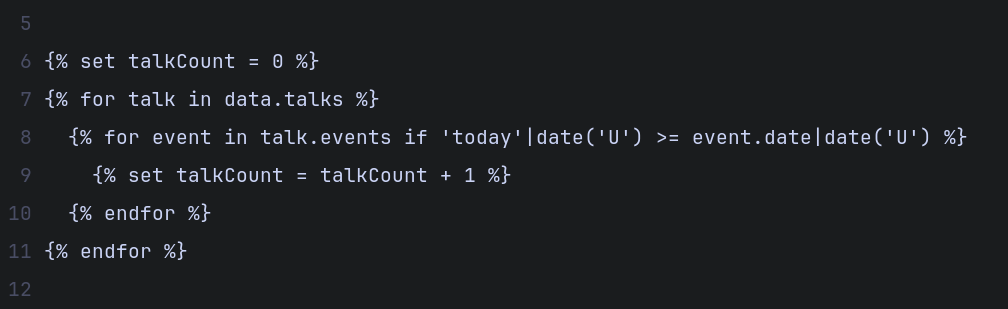 5
6 {% set talkCount = 0 %}
7 {% for talk in data.talks %}
8   {% for event in talk.events if 'today'|date('U') >= event.date|date('U') %}
9     {% set talkCount = talkCount + 1 %}
10   {% endfor %}
11 {% endfor %}
12